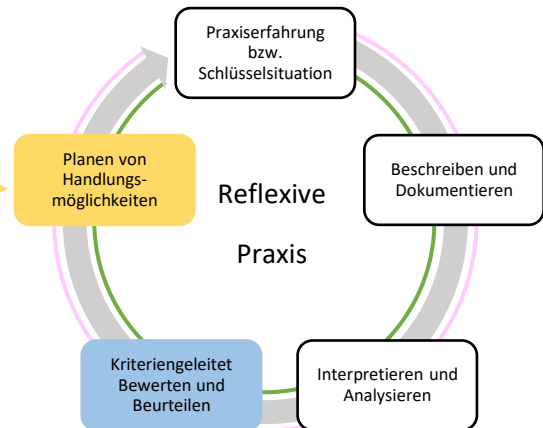 Praxiserfahrung
bzw.
Schlüsselsituation
Beschreiben und
Dokumentieren
Interpretieren und
Analysieren
Kriteriengeleitet
Bewerten und
Beurteilen
Planen von
Handlungs-
möglichkeiten
Reflexive
Praxis